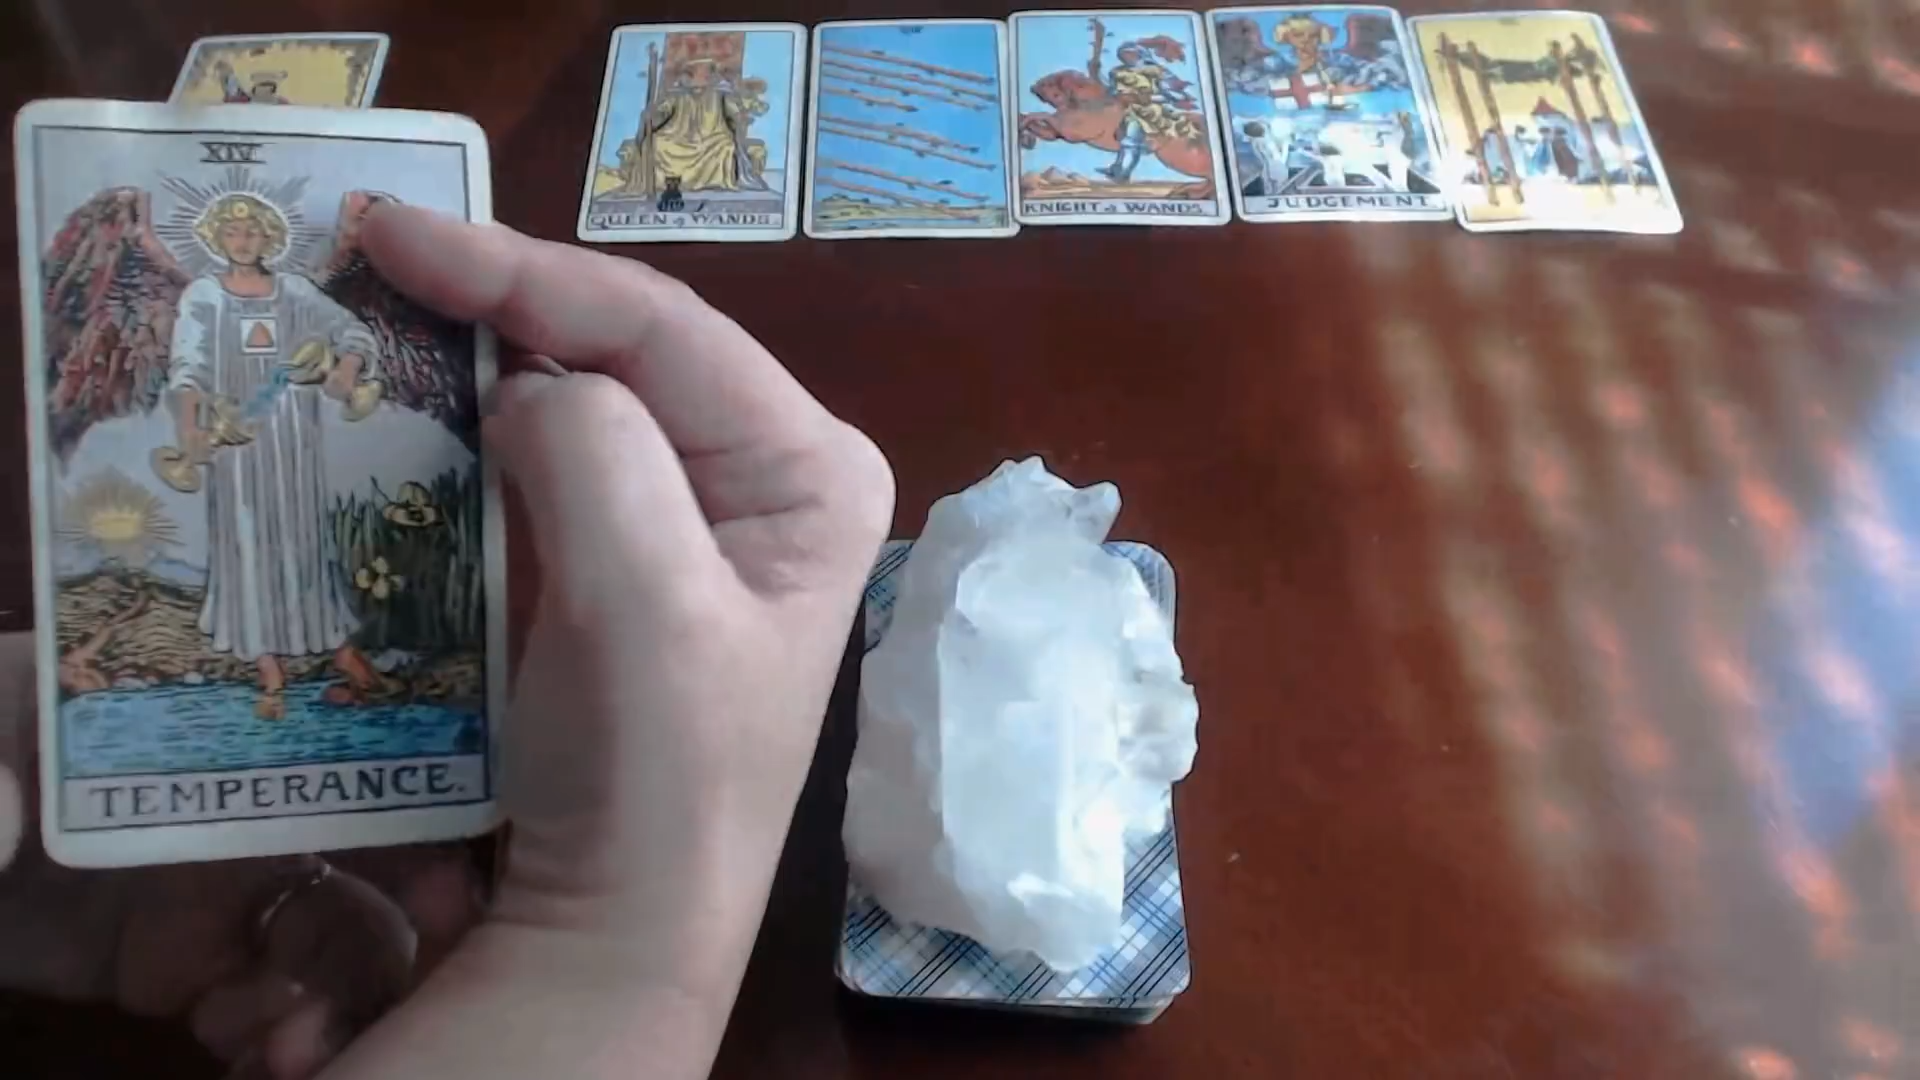 XIV
TEMPERANCE.
QUEEN of WANDS.
KNIGHT of WANDS.
JUDGEMENT.